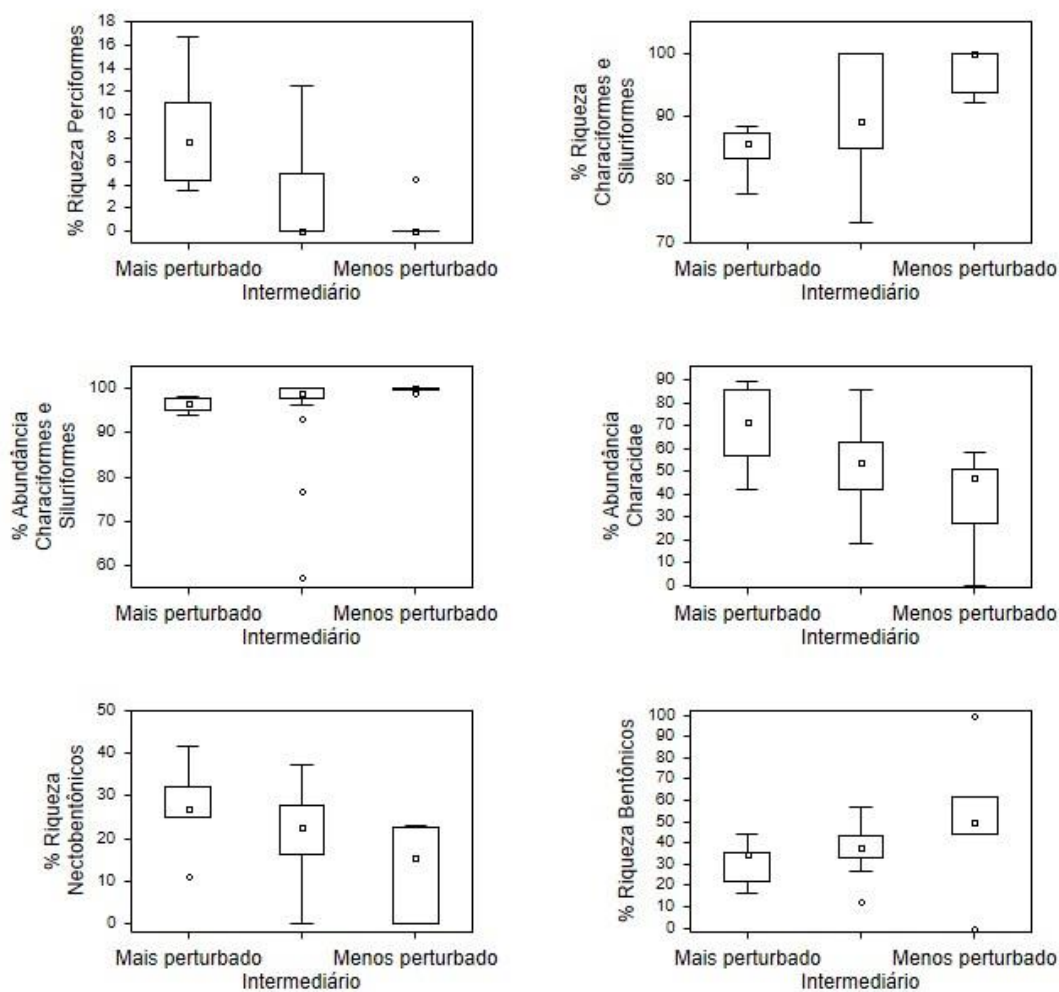 % Riqueza Perciformes
18
16
14
12
10
8
6
4
2
0
Mais perturbado
Menos perturbado
Intermediário
% Riqueza
Characiformes e
Siluriformes
100
90
80
70
Mais perturbado
Menos perturbado
Intermediário
% Abundância
Characiformes e
Siluriformes
100
90
80
70
60
Mais perturbado
Menos perturbado
Intermediário
% Abundância
Characidae
90
80
70
60
50
40
30
20
10
0
Mais perturbado
Menos perturbado
Intermediário
% Riqueza
Nectobentônicos
50
40
30
20
10
0
Mais perturbado
Menos perturbado
Intermediário
% Riqueza Bentônicos
100
90
80
70
60
50
40
30
20
10
0
Mais perturbado
Menos perturbado
Intermediário